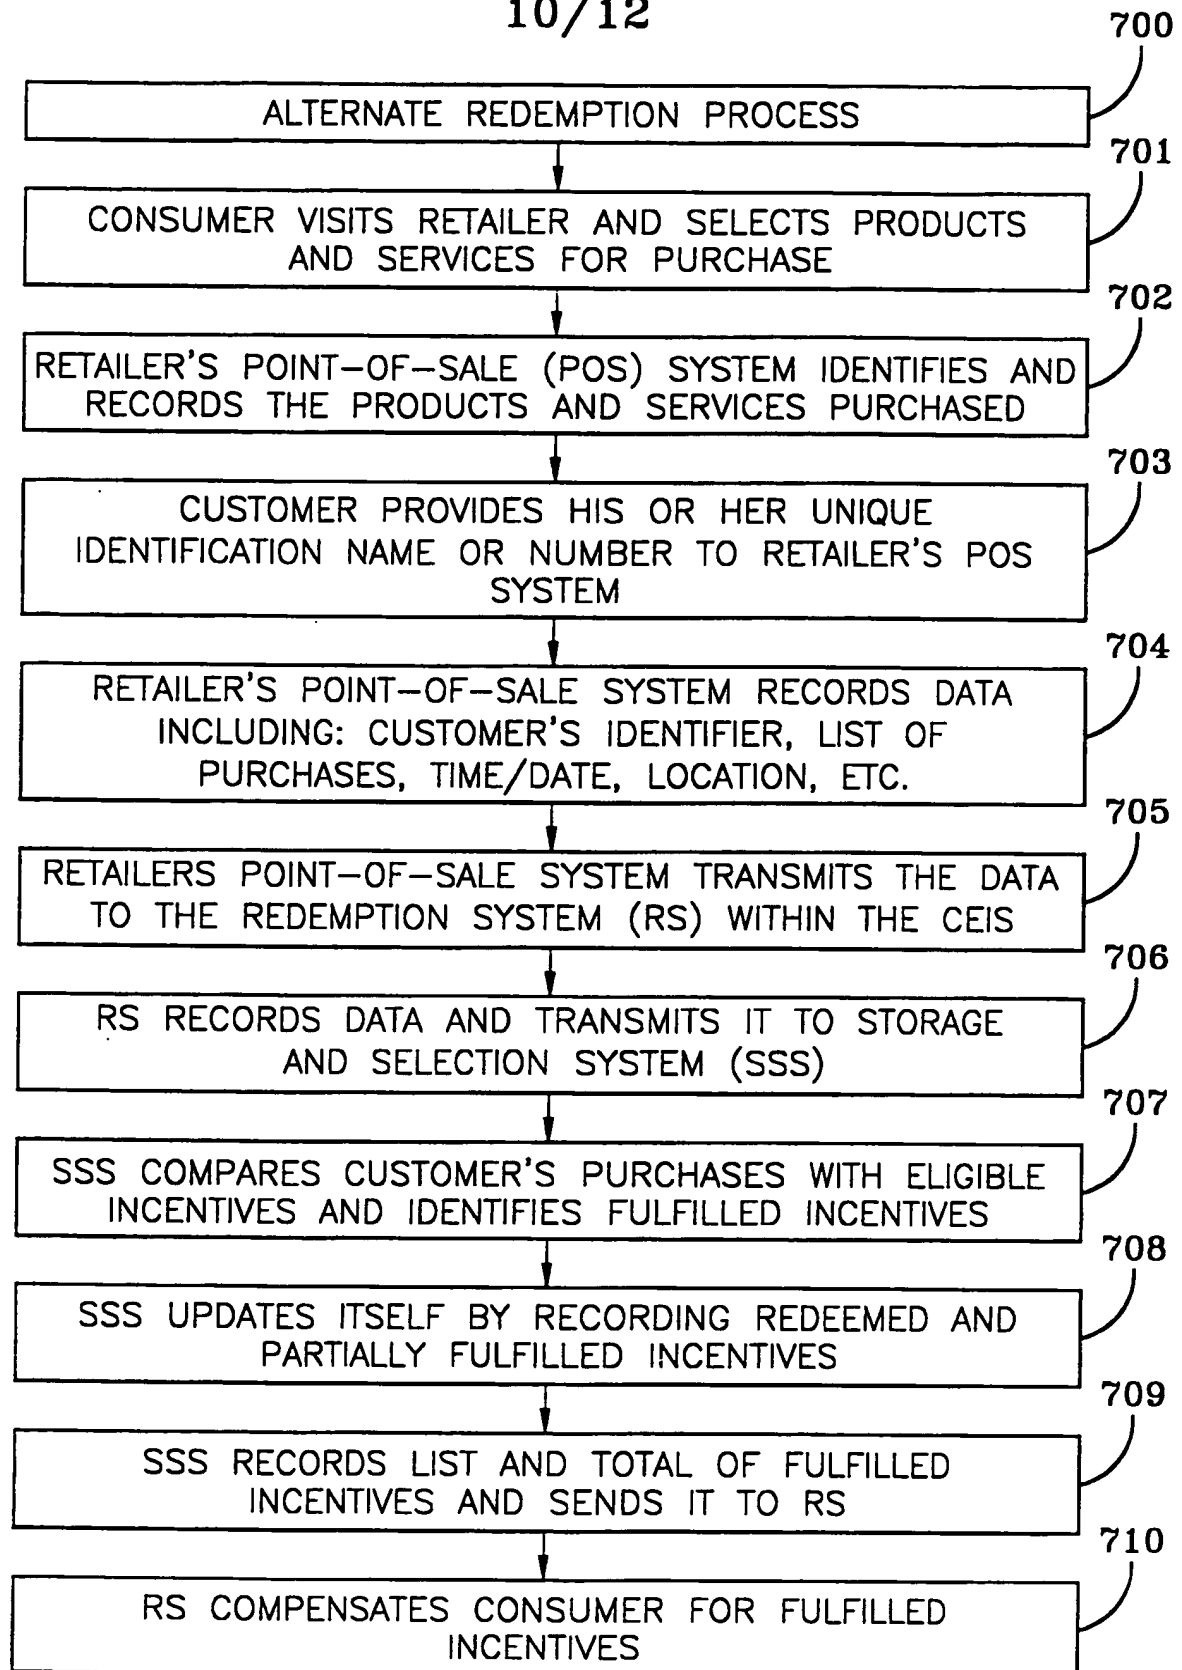 10/12
700
ALTERNATE REDEMPTION PROCESS
701
CONSUMER VISITS RETAILER AND SELECTS PRODUCTS
AND SERVICES FOR PURCHASE
702
RETAILER'S POINT-OF-SALE (POS) SYSTEM IDENTIFIES AND
RECORDS THE PRODUCTS AND SERVICES PURCHASED
703
CUSTOMER PROVIDES HIS OR HER UNIQUE
IDENTIFICATION NAME OR NUMBER TO RETAILER'S POS
SYSTEM
704
RETAILER'S POINT-OF-SALE SYSTEM RECORDS DATA
INCLUDING: CUSTOMER'S IDENTIFIER, LIST OF
PURCHASES, TIME/DATE, LOCATION, ETC.
705
RETAILERS POINT-OF-SALE SYSTEM TRANSMITS THE DATA
TO THE REDEMPTION SYSTEM (RS) WITHIN THE CEIS
706
RS RECORDS DATA AND TRANSMITS IT TO STORAGE
AND SELECTION SYSTEM (SSS)
707
SSS COMPARES CUSTOMER'S PURCHASES WITH ELIGIBLE
INCENTIVES AND IDENTIFIES FULFILLED INCENTIVES
708
SSS UPDATES ITSELF BY RECORDING REDEEMED AND
PARTIALLY FULFILLED INCENTIVES
709
SSS RECORDS LIST AND TOTAL OF FULFILLED
INCENTIVES AND SENDS IT TO RS
710
RS COMPENSATES CONSUMER FOR FULFILLED
INCENTIVES